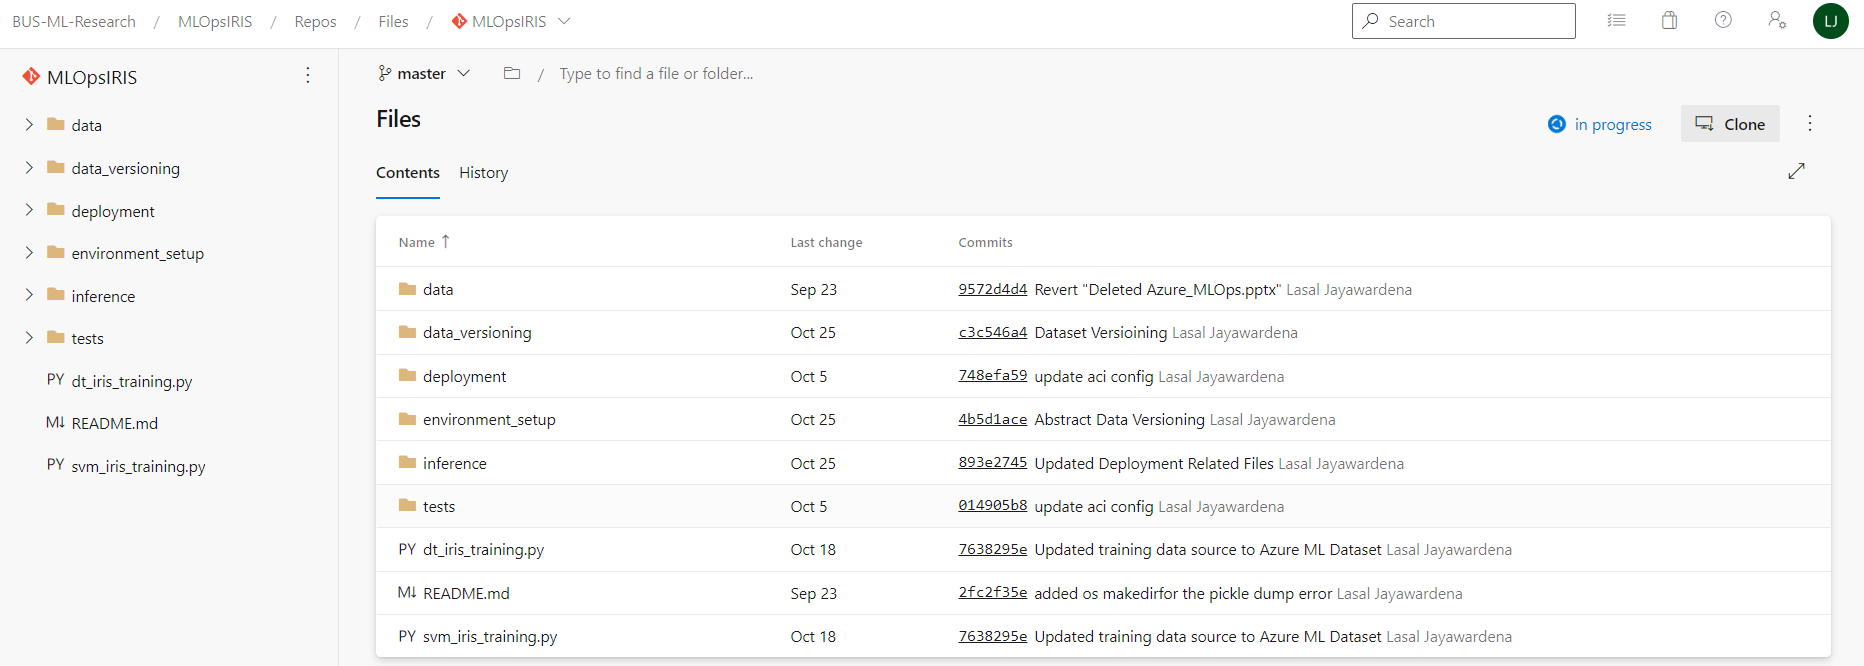 BUS-ML-Research / MLOpsIRIS / Repos / Files / MLOpsIRIS
Search
LJ
MLOpsIRIS
data
data_versioning
deployment
environment_setup
inference
tests
PY dt_iris_training.py
M↓ README.md
PY svm_iris_training.py
master / Type to find a file or folder...
Files
in progress
Clone
Contents History
Name ↑ Last change Commits
data Sep 23 9572d4d4 Revert "Deleted Azure_MLOps.pptx" Lasal Jayawardena
data_versioning Oct 25 c3c546a4 Dataset Versioining Lasal Jayawardena
deployment Oct 5 748efa59 update aci config Lasal Jayawardena
environment_setup Oct 25 4b5d1ace Abstract Data Versioning Lasal Jayawardena
inference Oct 25 893e2745 Updated Deployment Related Files Lasal Jayawardena
tests Oct 5 014905b8 update aci config Lasal Jayawardena
PY dt_iris_training.py Oct 18 7638295e Updated training data source to Azure ML Dataset Lasal Jayawardena
M↓ README.md Sep 23 2fc2f35e added os makedirfor the pickle dump error Lasal Jayawardena
PY svm_iris_training.py Oct 18 7638295e Updated training data source to Azure ML Dataset Lasal Jayawardena